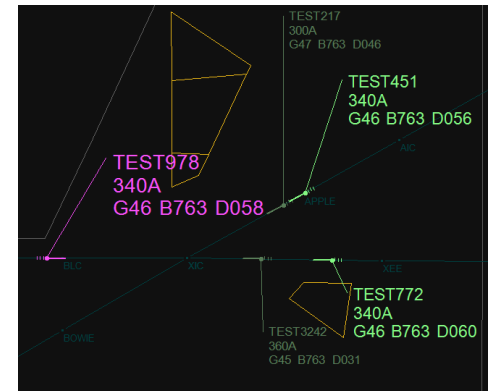 TEST217
300A
G47 B763 D046
TEST451
340A
G46 B763 D056
AIC
TEST978
340A
G46 B763 D058
APPLE
BLC
XIC
XEE
TEST772
340A
G46 B763 D060
TEST3242
360A
G45 B763 D031
BOWIE